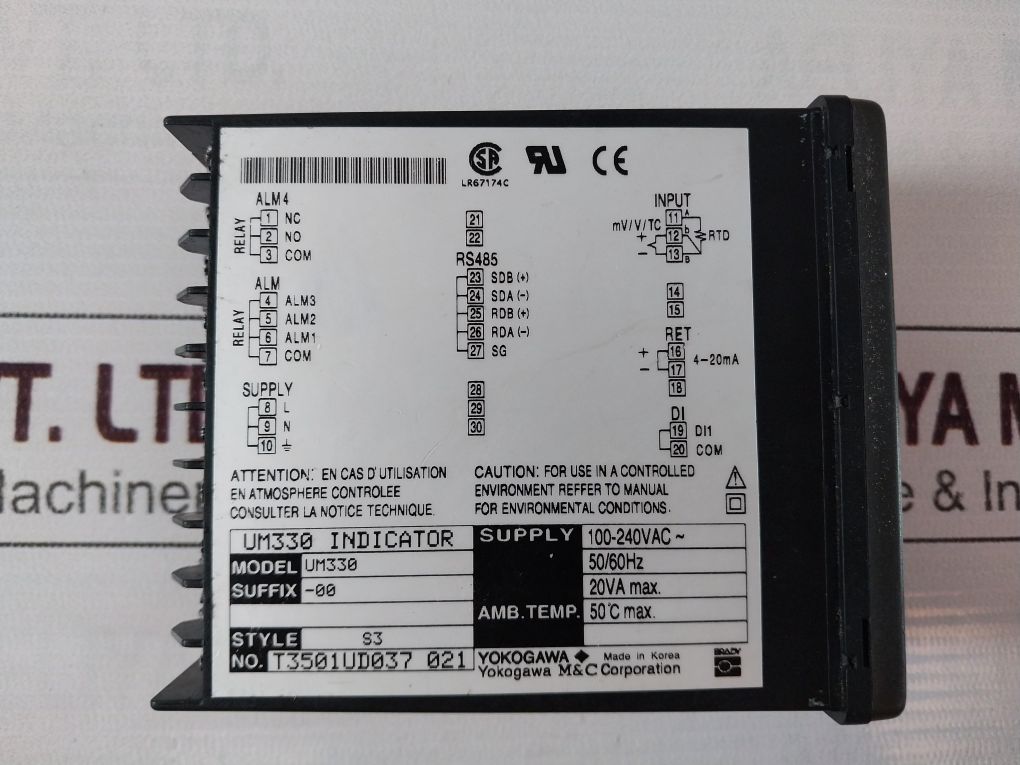 LR67174C
ALM4
RELAY
1 NC
2 NO
3 COM
ALM
RELAY
4 ALM3
5 ALM2
6 ALM1
7 COM
SUPPLY
8 L
9 N
10
21
22
RS485
23 SDB (+)
24 SDA (-)
25 RDB (+)
26 RDA (-)
27 SG
28
29
30
INPUT
mV/V/TC
+
-
11 A
12 b
13 B
RTD
14
15
RET
+ 16
- 17
4-20mA
18
DI
19 DI1
20 COM
ATTENTION: EN CAS D'UTILISATION
EN ATMOSPHERE CONTROLEE
CONSULTER LA NOTICE TECHNIQUE.
CAUTION: FOR USE IN A CONTROLLED
ENVIRONMENT REFFER TO MANUAL
FOR ENVIRONMENTAL CONDITIONS.
UM330 INDICATOR
MODEL UM330
SUFFIX -00
STYLE S3
NO. T3501UD037 021
SUPPLY 100-240VAC ~
50/60Hz
20VA max.
AMB.TEMP. 50°C max.
YOKOGAWA ◆ Made in Korea
Yokogawa M&C Corporation
BRADY
T. LT
YA M
achiner
e & In